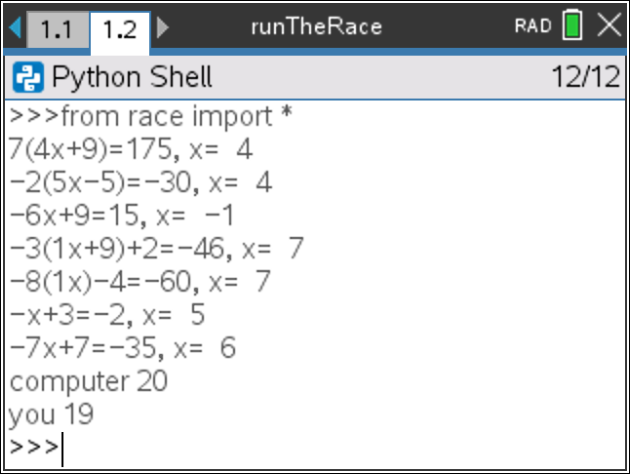 1.1 1.2 runTheRace RAD
Python Shell 12/12
>>>from race import *
7(4x+9)=175, x=  4
−2(5x−5)=−30, x=  4
−6x+9=15, x=  −1
−3(1x+9)+2=−46, x=  7
−8(1x)−4=−60, x=  7
−x+3=−2, x=  5
−7x+7=−35, x=  6
computer 20
you 19
>>>